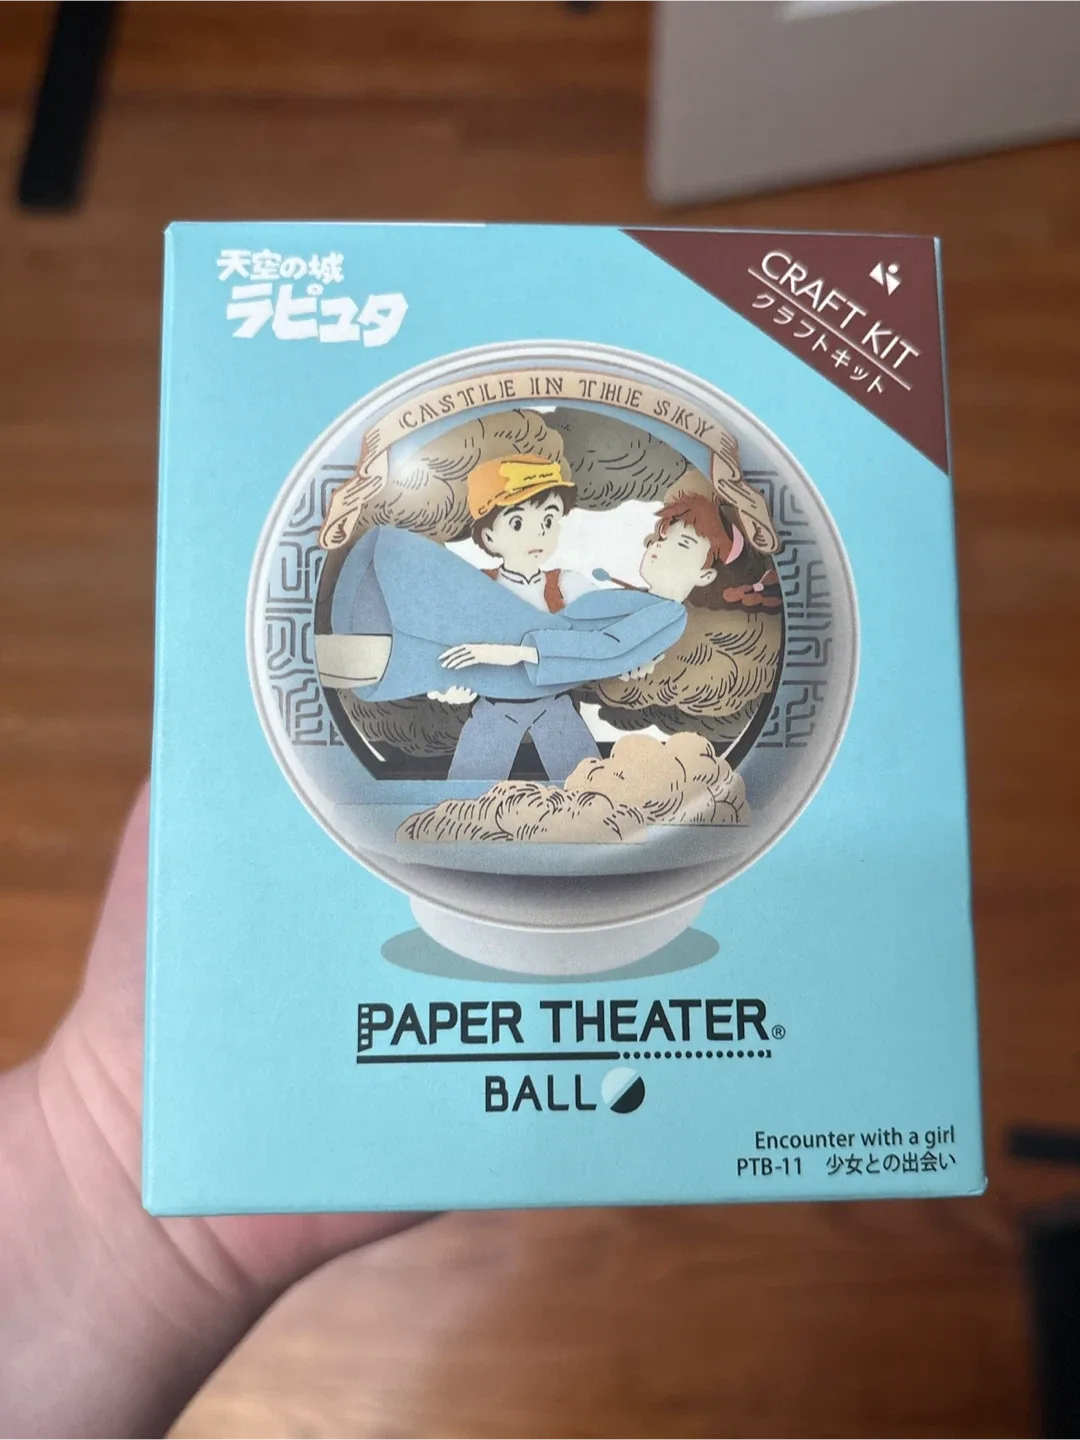 天空の城
ラピュタ
CRAFT KIT
クラフトキット
CASTLE IN THE SKY
PAPER THEATER®
BALL
Encounter with a girl
PTB-11 少女との出会い